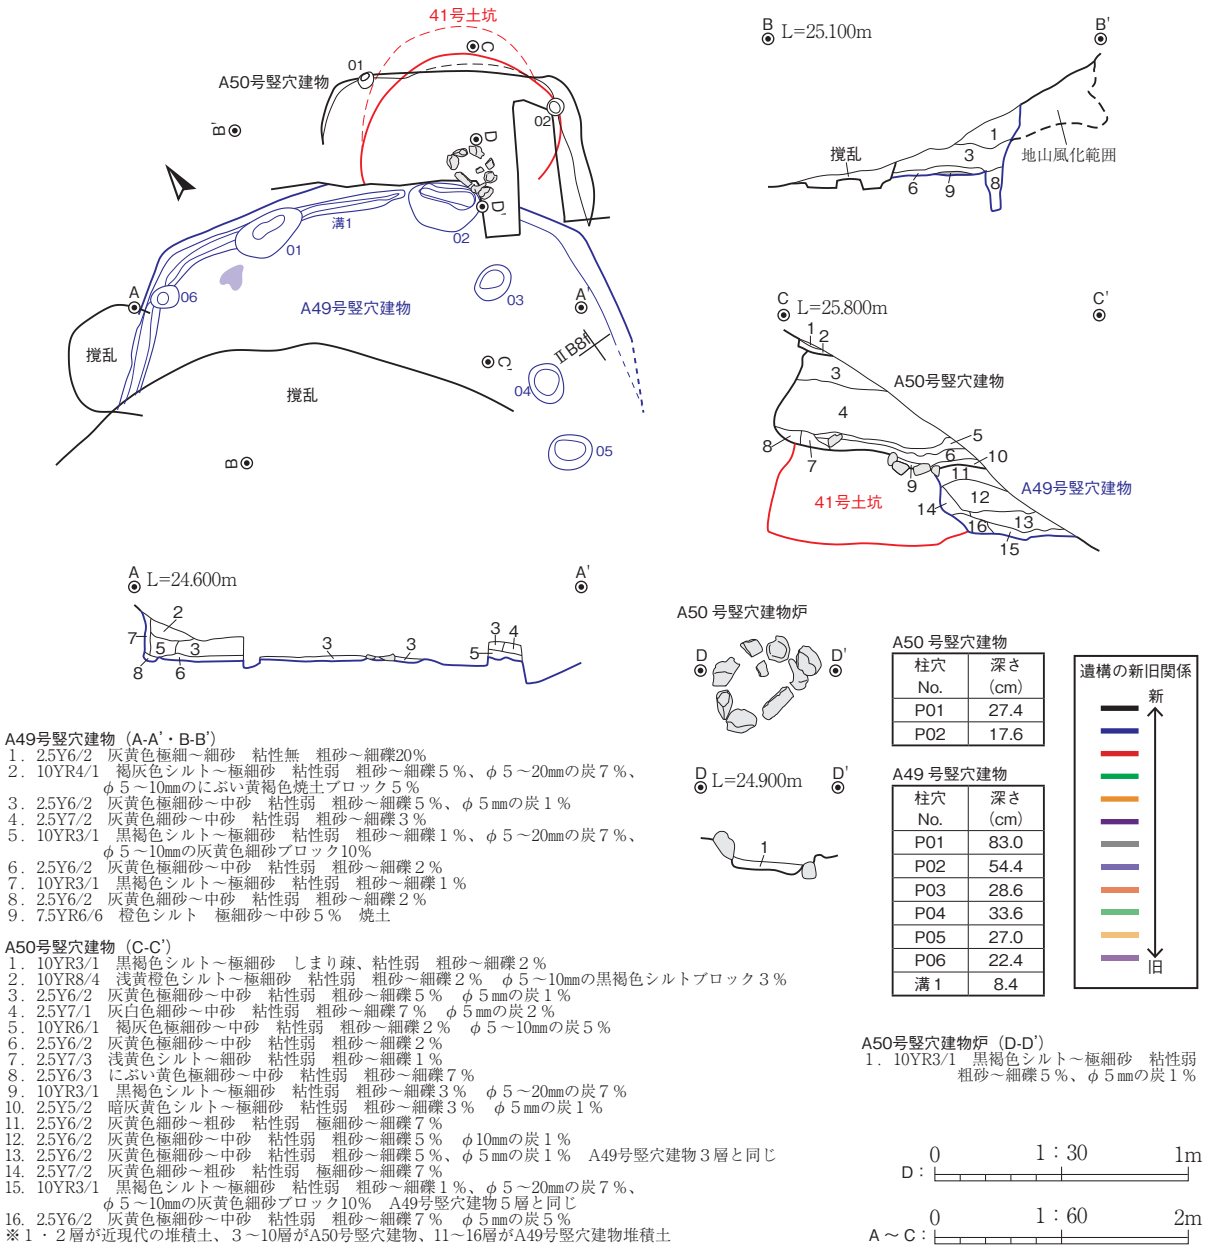 41号土坑
C
01
A50号竪穴建物
02
B'
D
D'
溝1
01
02
06
03
A
A'
A49号竪穴建物
攪乱
ⅡB8f
C'
04
攪乱
05
B
B
L=25.100m
B'
1
3
攪乱
地山風化範囲
6
9
8
C
L=25.800m
C'
1
2
3
A50号竪穴建物
4
5
8
6
10
7
11
9
A49号竪穴建物
12
41号土坑
14
13
16
15
A
L=24.600m
A'
2
7
5
3
3
3
3
4
5
8
6
A50 号竪穴建物炉
D
D'
D
L=24.900m
D'
1
A50 号竪穴建物
柱穴 深さ
No. (cm)
P01 27.4
P02 17.6
A49 号竪穴建物
柱穴 深さ
No. (cm)
P01 83.0
P02 54.4
P03 28.6
P04 33.6
P05 27.0
P06 22.4
溝1 8.4
遺構の新旧関係
新
旧
A49号竪穴建物（A-A'・B-B'）
1．2.5Y6/2 灰黄色極細～細砂 粘性無 粗砂～細礫20％
2．10YR4/1 褐灰色シルト～極細砂 粘性弱 粗砂～細礫５％、φ５～20㎜の炭７％、
φ５～10㎜のにぶい黄褐色焼土ブロック５％
3．2.5Y6/2 灰黄色極細砂～中砂 粘性弱 粗砂～細礫５％、φ５㎜の炭１％
4．2.5Y7/2 灰黄色細砂～中砂 粘性弱 粗砂～細礫３％
5．10YR3/1 黒褐色シルト～極細砂 粘性弱 粗砂～細礫１％、φ５～20㎜の炭７％、
φ５～10㎜の灰黄色細砂ブロック10％
6．2.5Y6/2 灰黄色極細砂～中砂 粘性弱 粗砂～細礫２％
7．10YR3/1 黒褐色シルト～極細砂 粘性弱 粗砂～細礫１％
8．2.5Y6/2 灰黄色細砂～中砂 粘性弱 粗砂～細礫２％
9．7.5YR6/6 橙色シルト 極細砂～中砂５％ 焼土
A50号竪穴建物（C-C'）
1．10YR3/1 黒褐色シルト～極細砂 しまり疎、粘性弱 粗砂～細礫２％
2．10YR8/4 浅黄橙色シルト～極細砂 粘性弱 粗砂～細礫２％ φ５～10㎜の黒褐色シルトブロック３％
3．2.5Y6/2 灰黄色極細砂～中砂 粘性弱 粗砂～細礫５％ φ５㎜の炭１％
4．2.5Y7/1 灰白色細砂～中砂 粘性弱 粗砂～細礫７％ φ５㎜の炭２％
5．10YR6/1 褐灰色極細砂～中砂 粘性弱 粗砂～細礫２％ φ５～10㎜の炭５％
6．2.5Y6/2 灰黄色極細砂～中砂 粘性弱 粗砂～細礫２％
7．2.5Y7/3 浅黄色シルト～細砂 粘性弱 粗砂～細礫１％
8．2.5Y6/3 にぶい黄色極細砂～中砂 粘性弱 粗砂～細礫７％
9．10YR3/1 黒褐色シルト～極細砂 粘性弱 粗砂～細礫３％ φ５～20㎜の炭７％
10．2.5Y5/2 暗灰黄色シルト～極細砂 粘性弱 粗砂～細礫３％ φ５㎜の炭１％
11．2.5Y6/2 灰黄色細砂～粗砂 粘性弱 極細砂～細礫７％
12．2.5Y6/2 灰黄色極細砂～中砂 粘性弱 粗砂～細礫５％ φ10㎜の炭１％
13．2.5Y6/2 灰黄色極細砂～中砂 粘性弱 粗砂～細礫５％、φ５㎜の炭１％ A49号竪穴建物３層と同じ
14．2.5Y7/2 灰黄色細砂～粗砂 粘性弱 極細砂～細礫７％
15．10YR3/1 黒褐色シルト～極細砂 粘性弱 粗砂～細礫１％、φ５～20㎜の炭７％、
φ５～10㎜の灰黄色細砂ブロック10％ A49号竪穴建物５層と同じ
16．2.5Y6/2 灰黄色極細砂～中砂 粘性弱 粗砂～細礫７％ φ５㎜の炭５％
※１・２層が近現代の堆積土、３～10層がA50号竪穴建物、11～16層がA49号竪穴建物堆積土
A50号竪穴建物炉（D-D'）
1．10YR3/1 黒褐色シルト～極細砂 粘性弱
粗砂～細礫５％、φ５㎜の炭１％
0 1：30 1m
D：
0 1：60 2m
A～C：